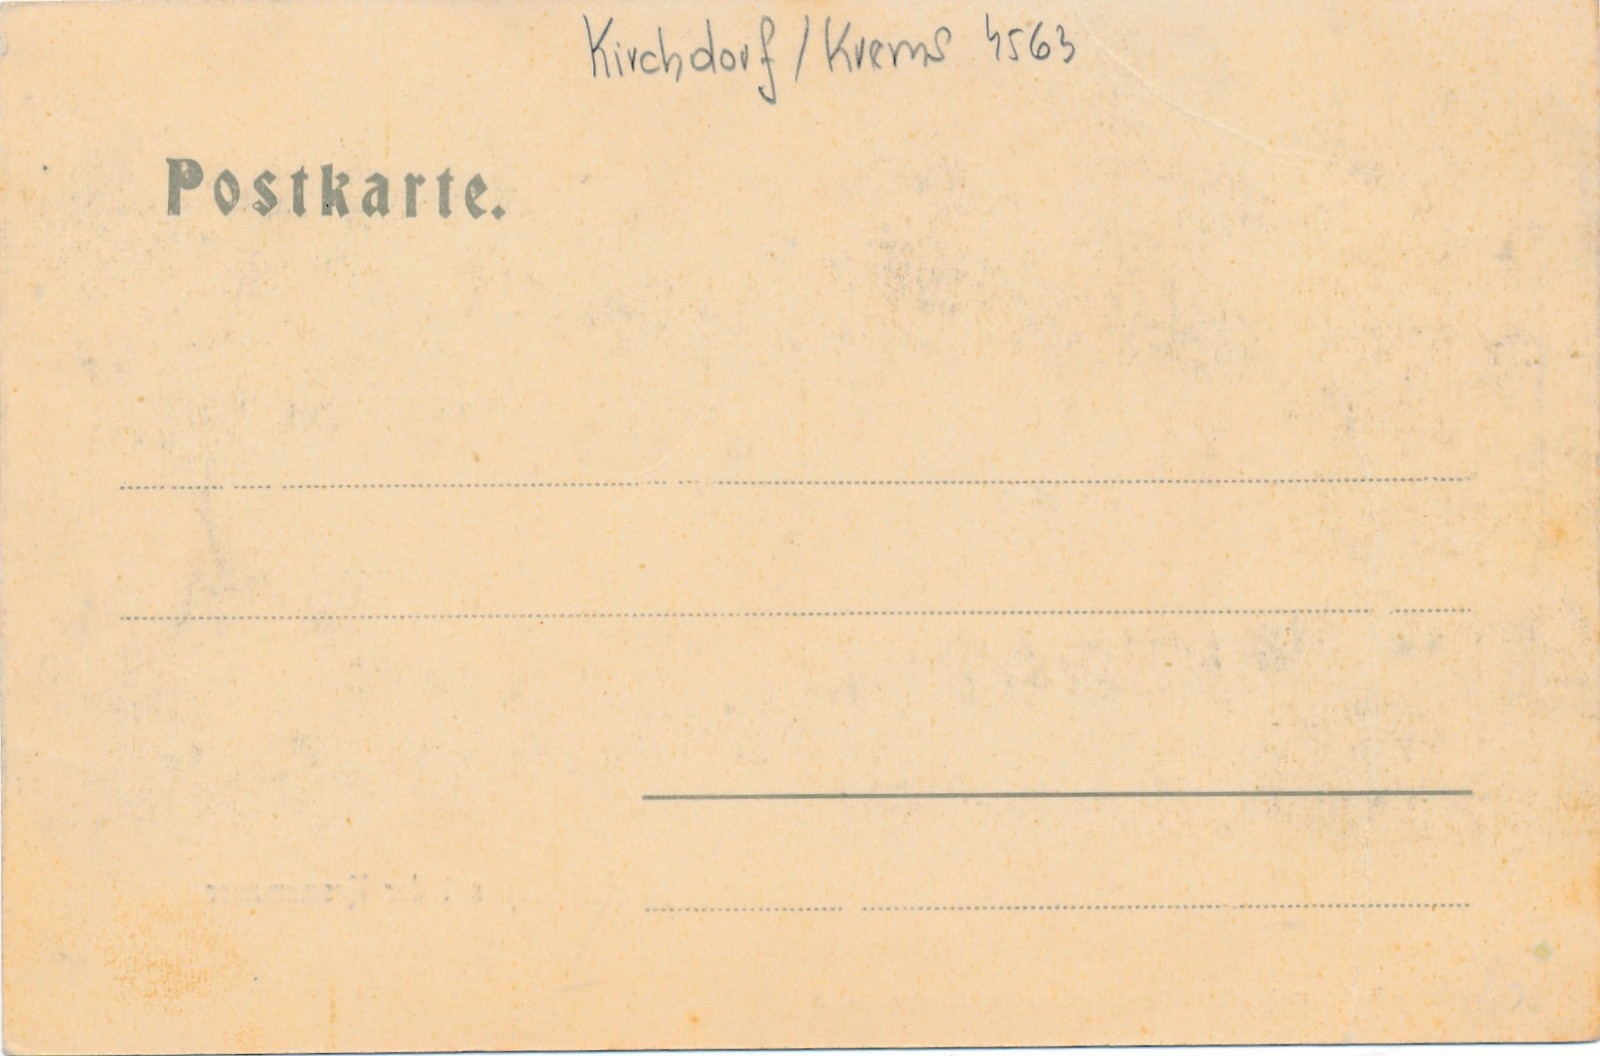 Kirchdorf / Krems 4563
Postkarte.